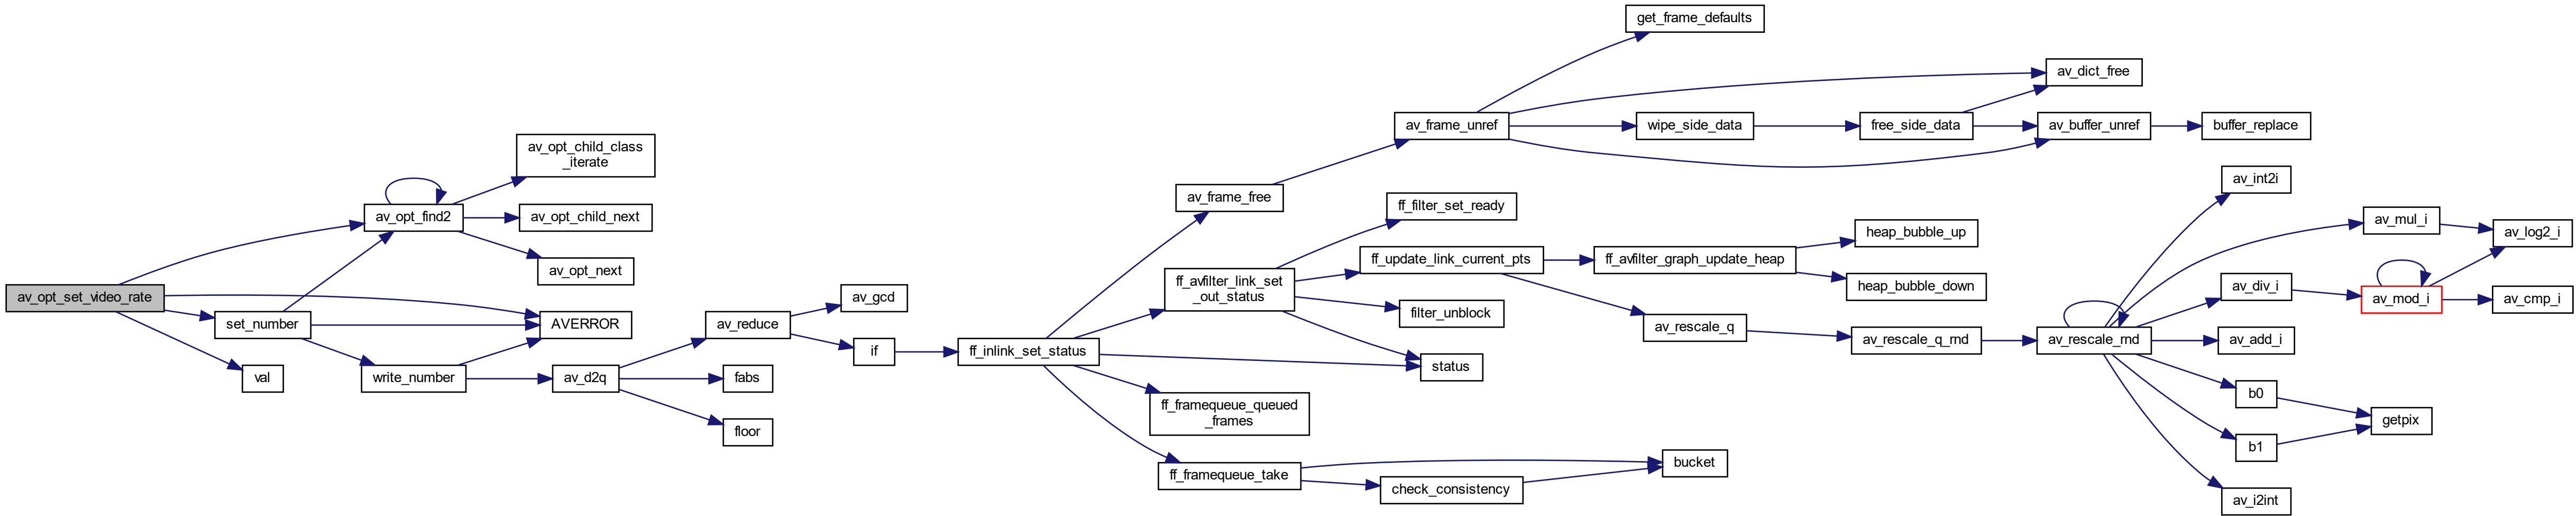 av_opt_set_video_rate
av_opt_find2
set_number
val
av_opt_child_class
_iterate
av_opt_child_next
av_opt_next
AVERROR
write_number
av_d2q
av_reduce
fabs
floor
av_gcd
if
ff_inlink_set_status
av_frame_free
ff_avfilter_link_set
_out_status
status
ff_framequeue_queued
_frames
ff_framequeue_take
av_frame_unref
get_frame_defaults
av_dict_free
wipe_side_data
free_side_data
av_buffer_unref
buffer_replace
ff_filter_set_ready
ff_update_link_current_pts
filter_unblock
ff_avfilter_graph_update_heap
heap_bubble_up
heap_bubble_down
av_rescale_q
av_rescale_q_rnd
av_rescale_rnd
bucket
check_consistency
av_int2i
av_mul_i
av_log2_i
av_div_i
av_mod_i
av_cmp_i
av_add_i
b0
b1
getpix
av_i2int